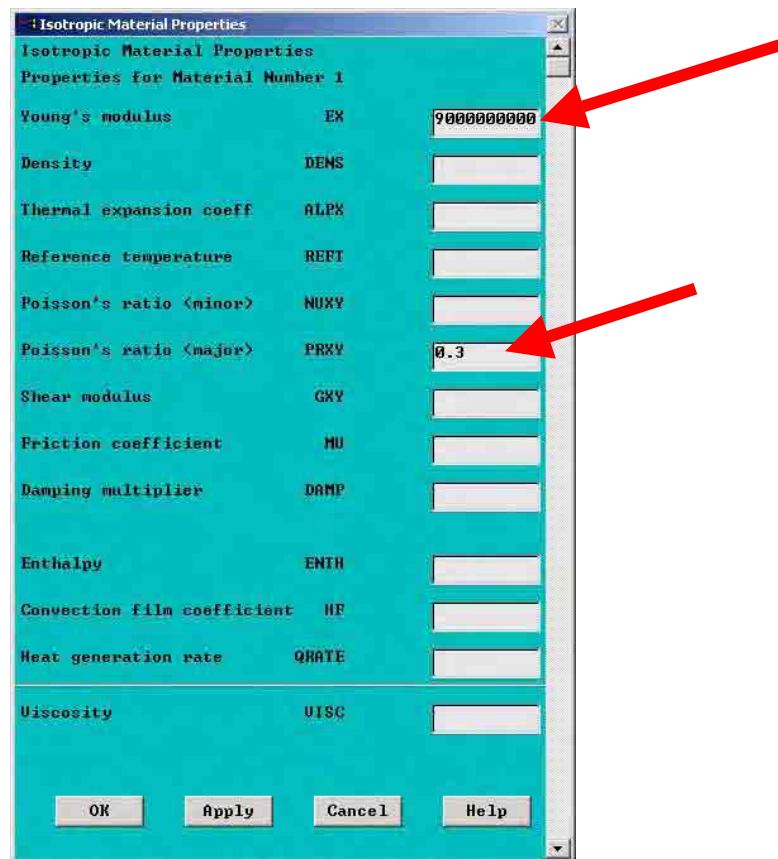 Isotropic Material Properties
Isotropic Material Properties
Properties for Material Number 1
Young's modulus EX 9000000000
Density DENS
Thermal expansion coeff ALPX
Reference temperature REFT
Poisson's ratio <minor> NUXY
Poisson's ratio <major> PRXY 0.3
Shear modulus GXY
Friction coefficient MU
Damping multiplier DAMP
Enthalpy ENTH
Convection film coefficient HF
Heat generation rate QRATE
Viscosity VISC
OK Apply Cancel Help